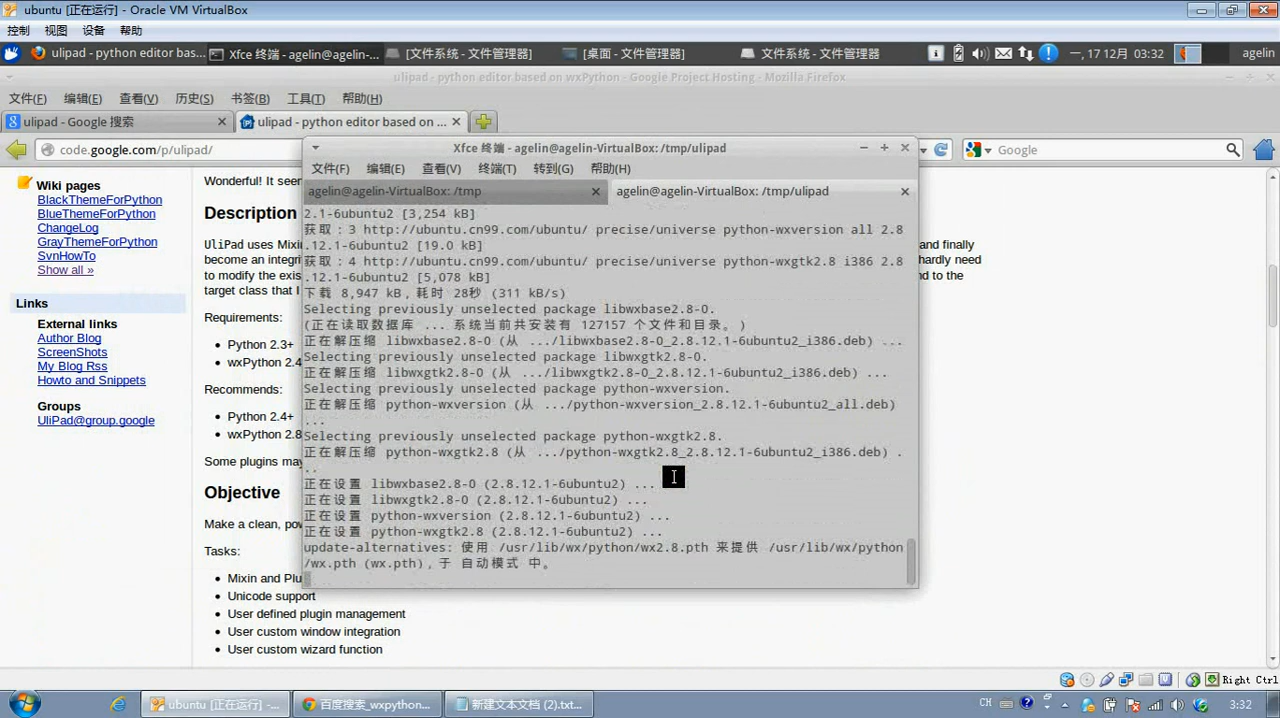 ubuntu [正在运行] - Oracle VM VirtualBox
控制 视图 设备 帮助
ulipad - python editor bas... Xfce 终端 - agelin@agelin-... [文件系统 - 文件管理器] [桌面 - 文件管理器] 文件系统 - 文件管理器 一, 17 12月 03:32 agelin
ulipad - python editor based on wxPython - Google Project Hosting - Mozilla Firefox
文件(F) 编辑(E) 查看(V) 历史(S) 书签(B) 工具(T) 帮助(H)
ulipad - Google 搜索 ulipad - python editor based on ...
code.google.com/p/ulipad/
Google
Wiki pages
BlackThemeForPython
BlueThemeForPython
ChangeLog
GrayThemeForPython
SvnHowTo
Show all »
Links
External links
Author Blog
ScreenShots
My Blog Rss
Howto and Snippets
Groups
UliPad@group.google
Wonderful! It seem
Description
UliPad uses Mixin
become an integri
to modify the exis
target class that I
and finally
hardly need
d to the
Requirements:
Python 2.3+
wxPython 2.4
Recommends:
Python 2.4+
wxPython 2.8
Some plugins may
Objective
Make a clean, pow
Tasks:
Mixin and Plu
Unicode support
User defined plugin management
User custom window integration
User custom wizard function
Xfce 终端 - agelin@agelin-VirtualBox: /tmp/ulipad
文件(F) 编辑(E) 查看(V) 终端(T) 转到(G) 帮助(H)
agelin@agelin-VirtualBox: /tmp agelin@agelin-VirtualBox: /tmp/ulipad
2.1-6ubuntu2 [3,254 kB]
获取：3 http://ubuntu.cn99.com/ubuntu/ precise/universe python-wxversion all 2.8
.12.1-6ubuntu2 [19.0 kB]
获取：4 http://ubuntu.cn99.com/ubuntu/ precise/universe python-wxgtk2.8 i386 2.8
.12.1-6ubuntu2 [5,078 kB]
下载 8,947 kB，耗时 28秒 (311 kB/s)
Selecting previously unselected package libwxbase2.8-0.
(正在读取数据库 ... 系统当前共安装有 127157 个文件和目录。)
正在解压缩 libwxbase2.8-0 (从 .../libwxbase2.8-0_2.8.12.1-6ubuntu2_i386.deb) ...
Selecting previously unselected package libwxgtk2.8-0.
正在解压缩 libwxgtk2.8-0 (从 .../libwxgtk2.8-0_2.8.12.1-6ubuntu2_i386.deb) ...
Selecting previously unselected package python-wxversion.
正在解压缩 python-wxversion (从 .../python-wxversion_2.8.12.1-6ubuntu2_all.deb)
...
Selecting previously unselected package python-wxgtk2.8.
正在解压缩 python-wxgtk2.8 (从 .../python-wxgtk2.8_2.8.12.1-6ubuntu2_i386.deb) .
..
正在设置 libwxbase2.8-0 (2.8.12.1-6ubuntu2) ...
正在设置 libwxgtk2.8-0 (2.8.12.1-6ubuntu2) ...
正在设置 python-wxversion (2.8.12.1-6ubuntu2) ...
正在设置 python-wxgtk2.8 (2.8.12.1-6ubuntu2) ...
update-alternatives: 使用 /usr/lib/wx/python/wx2.8.pth 来提供 /usr/lib/wx/python
/wx.pth (wx.pth)，于 自动模式 中。
Right Ctrl
ubuntu [正在运行] -... 百度搜索_wxpython... 新建文本文档 (2).txt... CH 3:32